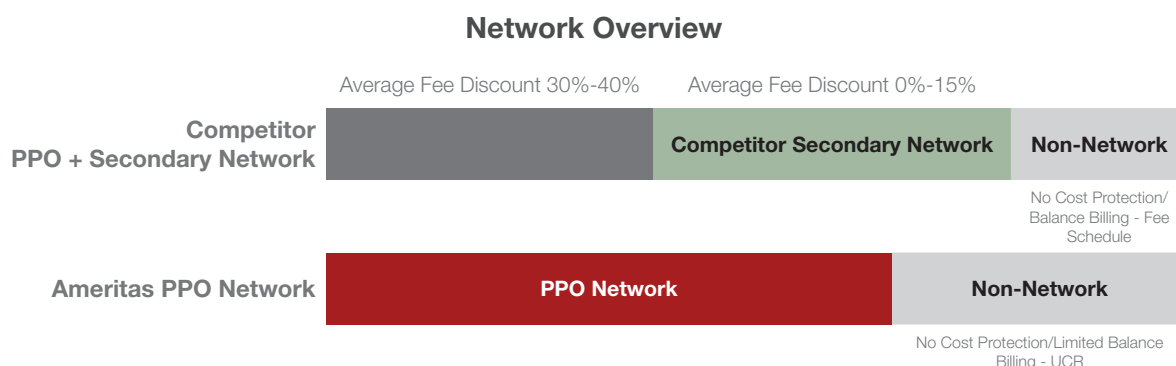 Network Overview
Average Fee Discount 30%-40%
Average Fee Discount 0%-15%
Competitor
PPO + Secondary Network
Competitor Secondary Network
Non-Network
No Cost Protection/
Balance Billing - Fee
Schedule
Ameritas PPO Network
PPO Network
Non-Network
No Cost Protection/Limited Balance
Billing - UCR